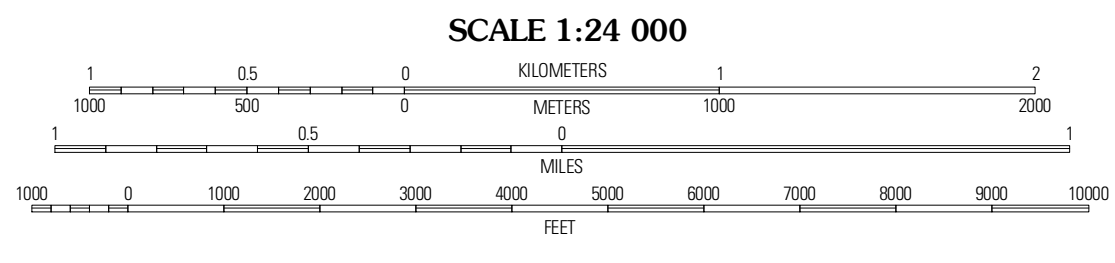 SCALE 1:24 000
1 0.5 0 KILOMETERS 1 2
1000 500 0 METERS 1000 2000
1 0.5 0 1
MILES
1000 0 1000 2000 3000 4000 5000 6000 7000 8000 9000 10000
FEET